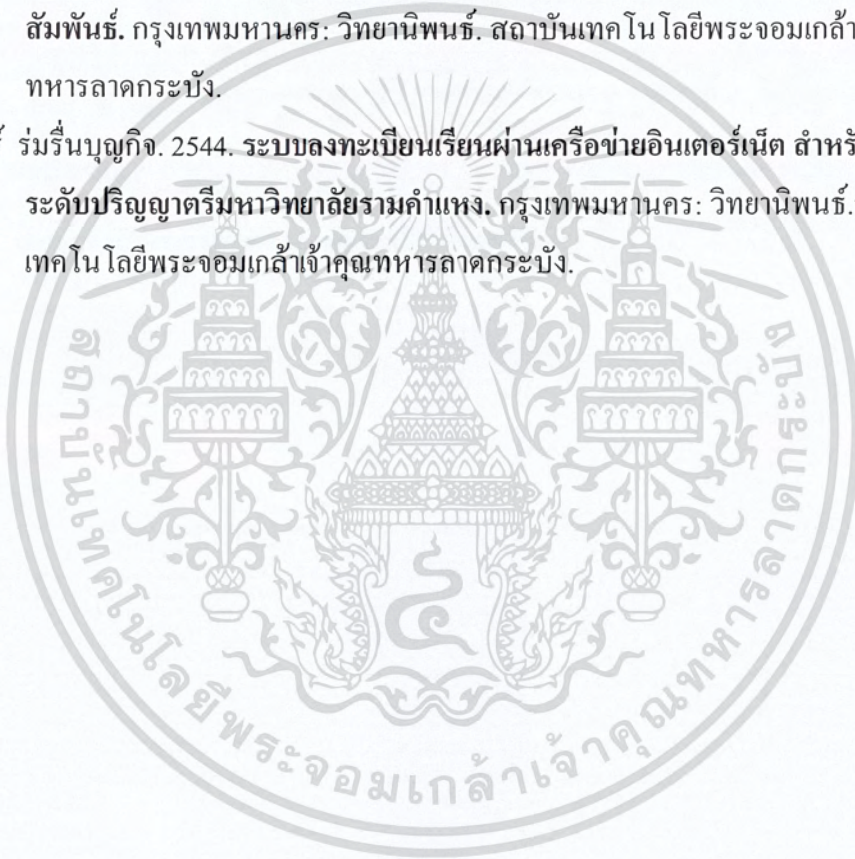 สัมพันธ์. กรุงเทพมหานคร: วิทยานิพนธ์. สถาบันเทคโนโลยีพระจอมเกล้า
ทหารลาดกระบัง.
ร่มรื่นบุญกิจ. 2544. ระบบลงทะเบียนเรียนผ่านเครือข่ายอินเตอร์เน็ต สำหรั
ระดับปริญญาตรีมหาวิทยาลัยรามคำแหง. กรุงเทพมหานคร: วิทยานิพนธ์.
เทคโนโลยีพระจอมเกล้าเจ้าคุณทหารลาดกระบัง.
สถาบันเทคโนโลยีพระจอมเกล้าเจ้าคุณทหารลาดกระบัง